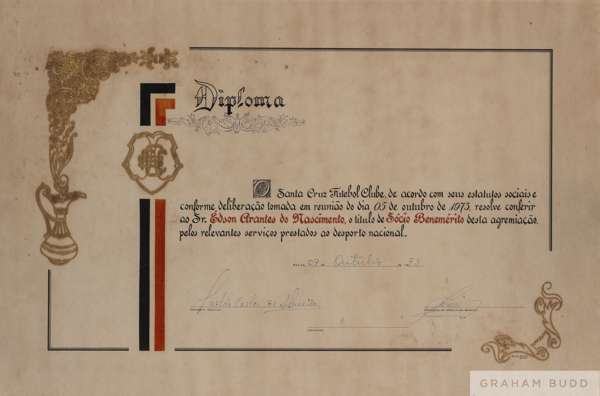 Diploma
O Santa Cruz Futebol Clube, de acordo com seus estatutos sociais e
conforme deliberação tomada em reunião do dia 05 de outubro de 1973, resolve conferir
ao Sr. Edson Arantes do Nascimento, o título de Sócio Benemérito desta agremiação,
pelos relevantes serviços prestados ao desporto nacional.
09 Outubro 73
GRAHAM BUDD